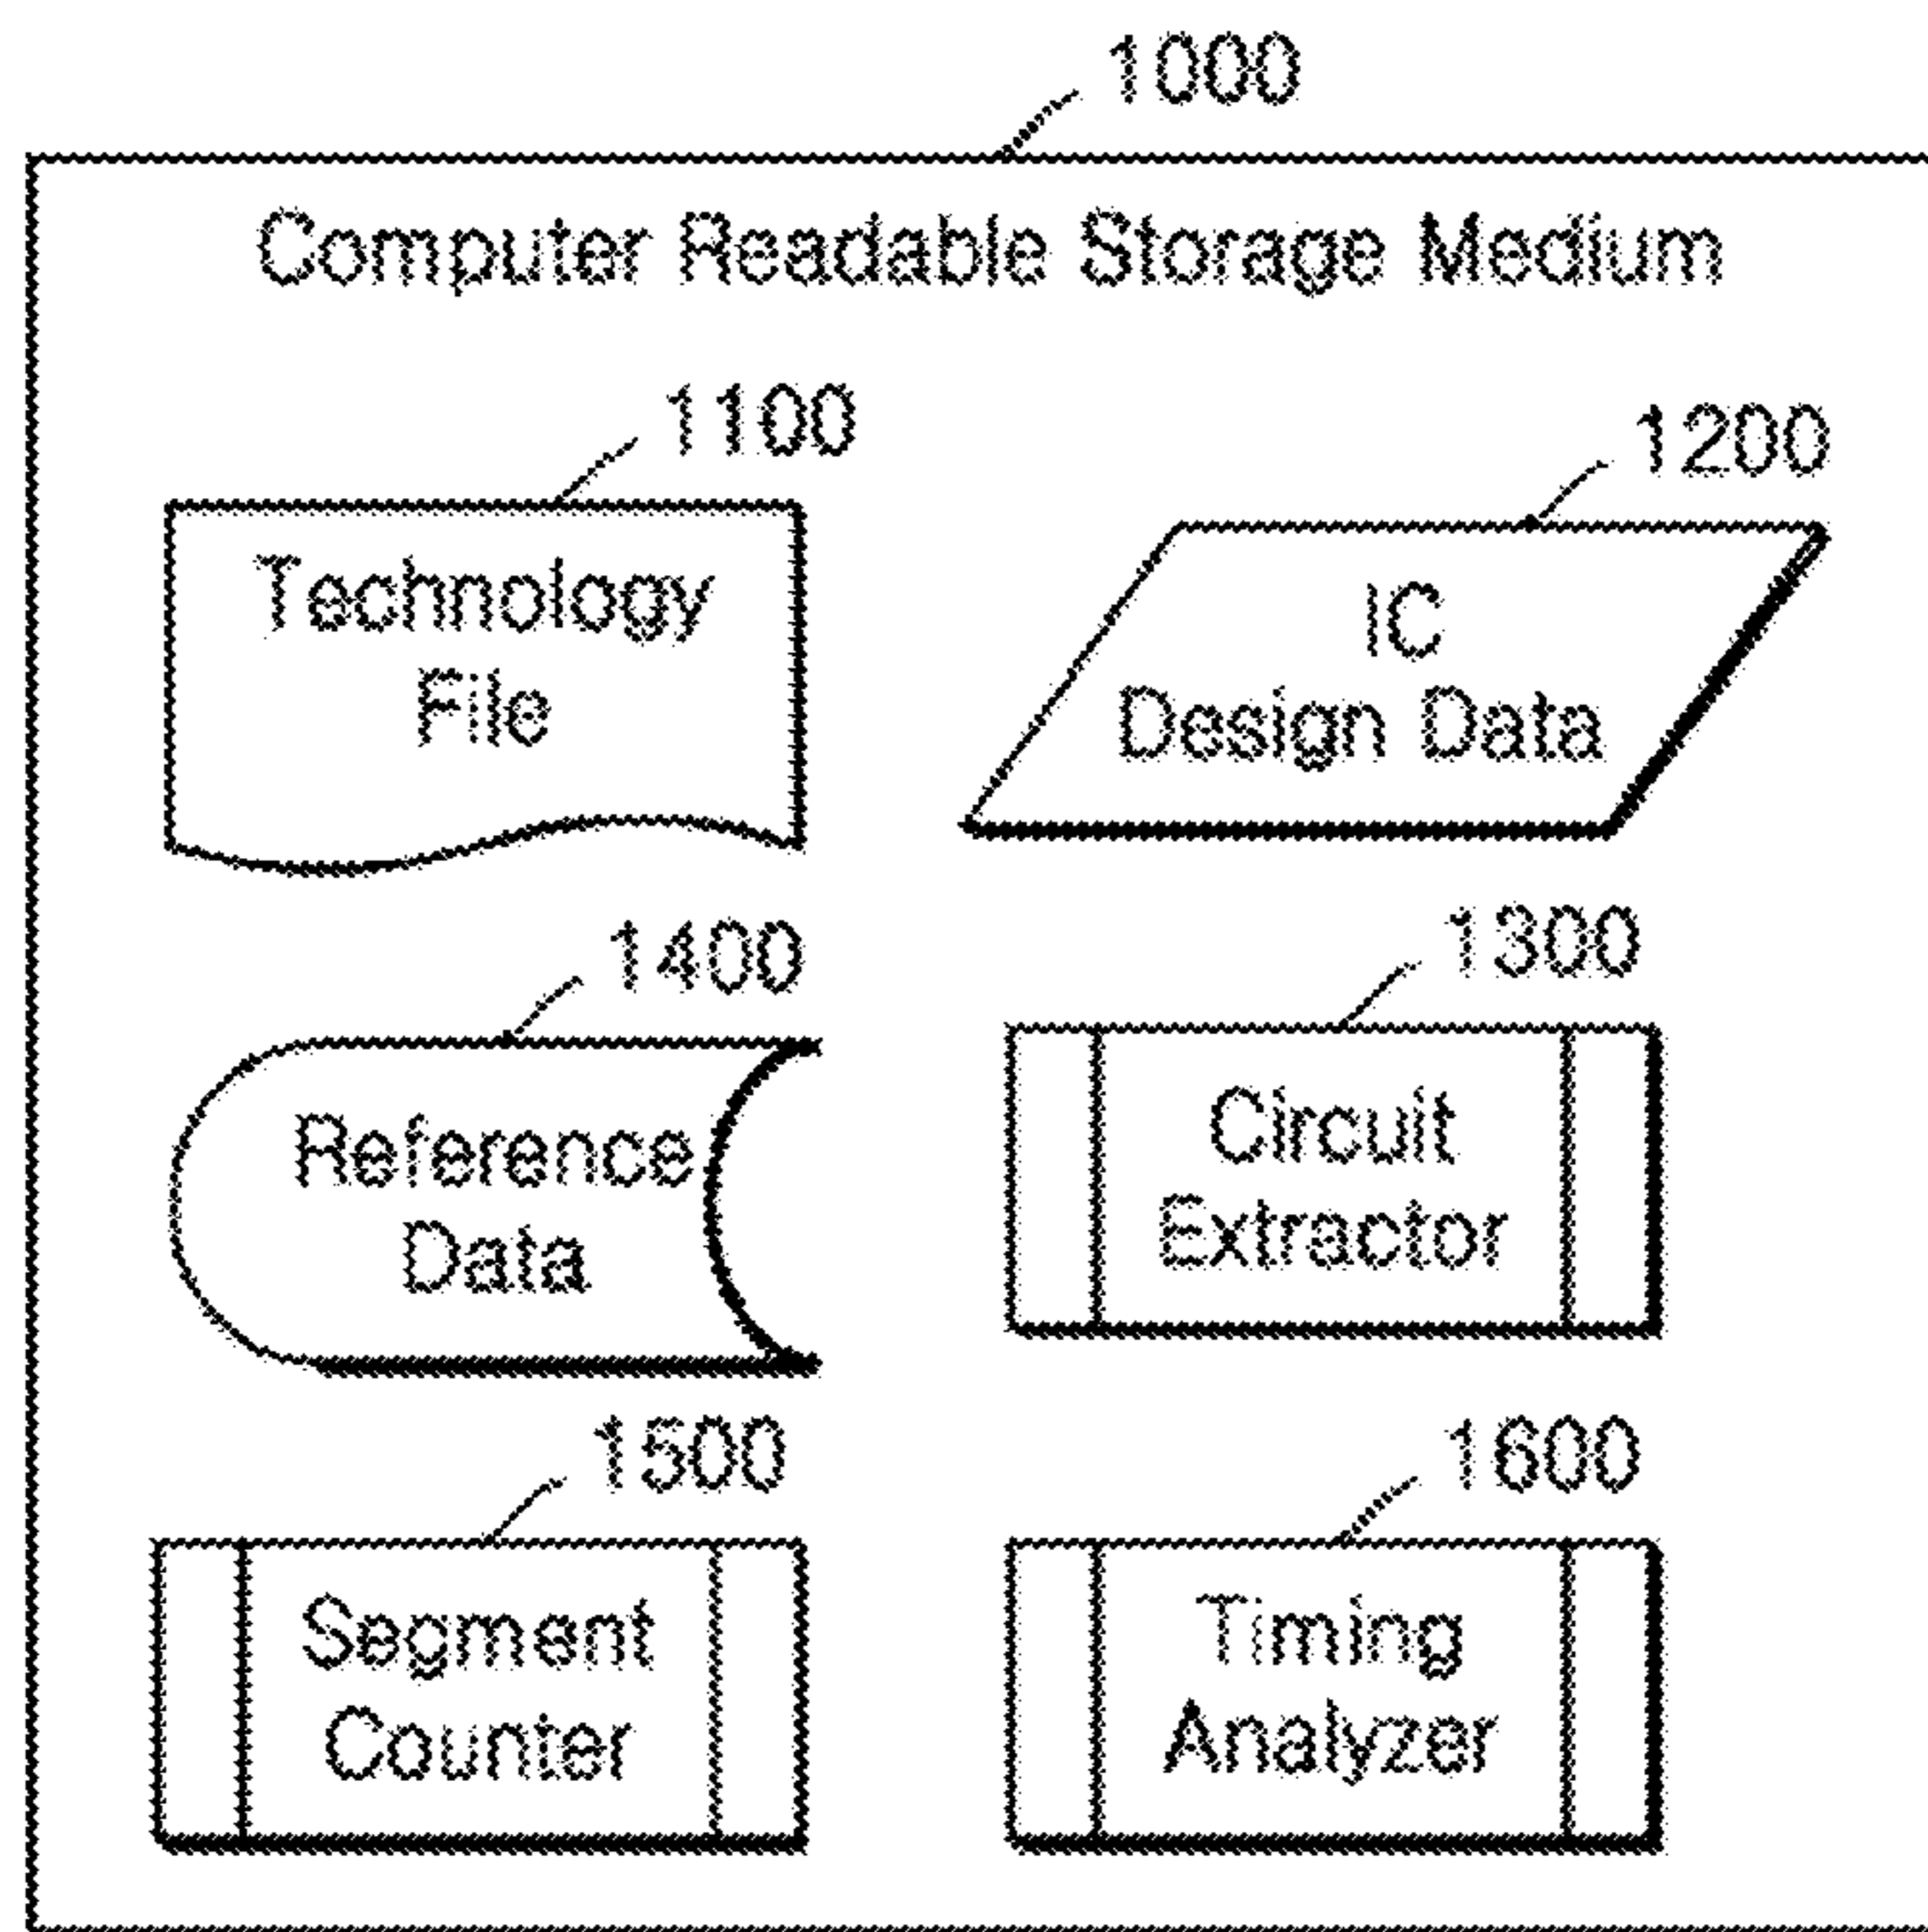 1000
Computer Readable Storage Medium
1100
1200
Technology
File
IC
Design Data
1400
1300
Reference
Data
Circuit
Extractor
1500
1600
Segment
Counter
Timing
Analyzer